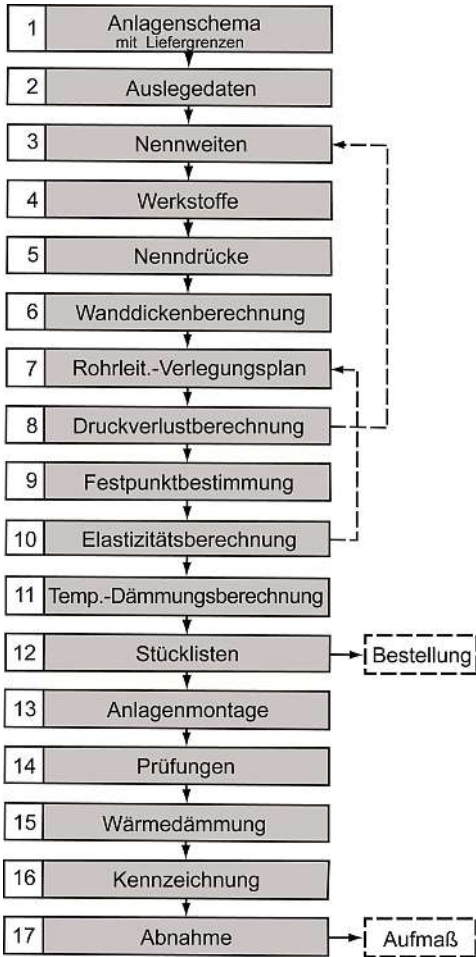 1 Anlagenschema
mit Liefergrenzen
2 Auslegedaten
3 Nennweiten
4 Werkstoffe
5 Nenndrücke
6 Wanddickenberechnung
7 Rohrleit.-Verlegungsplan
8 Druckverlustberechnung
9 Festpunktbestimmung
10 Elastizitätsberechnung
11 Temp.-Dämmungsberechnung
12 Stücklisten Bestellung
13 Anlagenmontage
14 Prüfungen
15 Wärmedämmung
16 Kennzeichnung
17 Abnahme Aufmaß